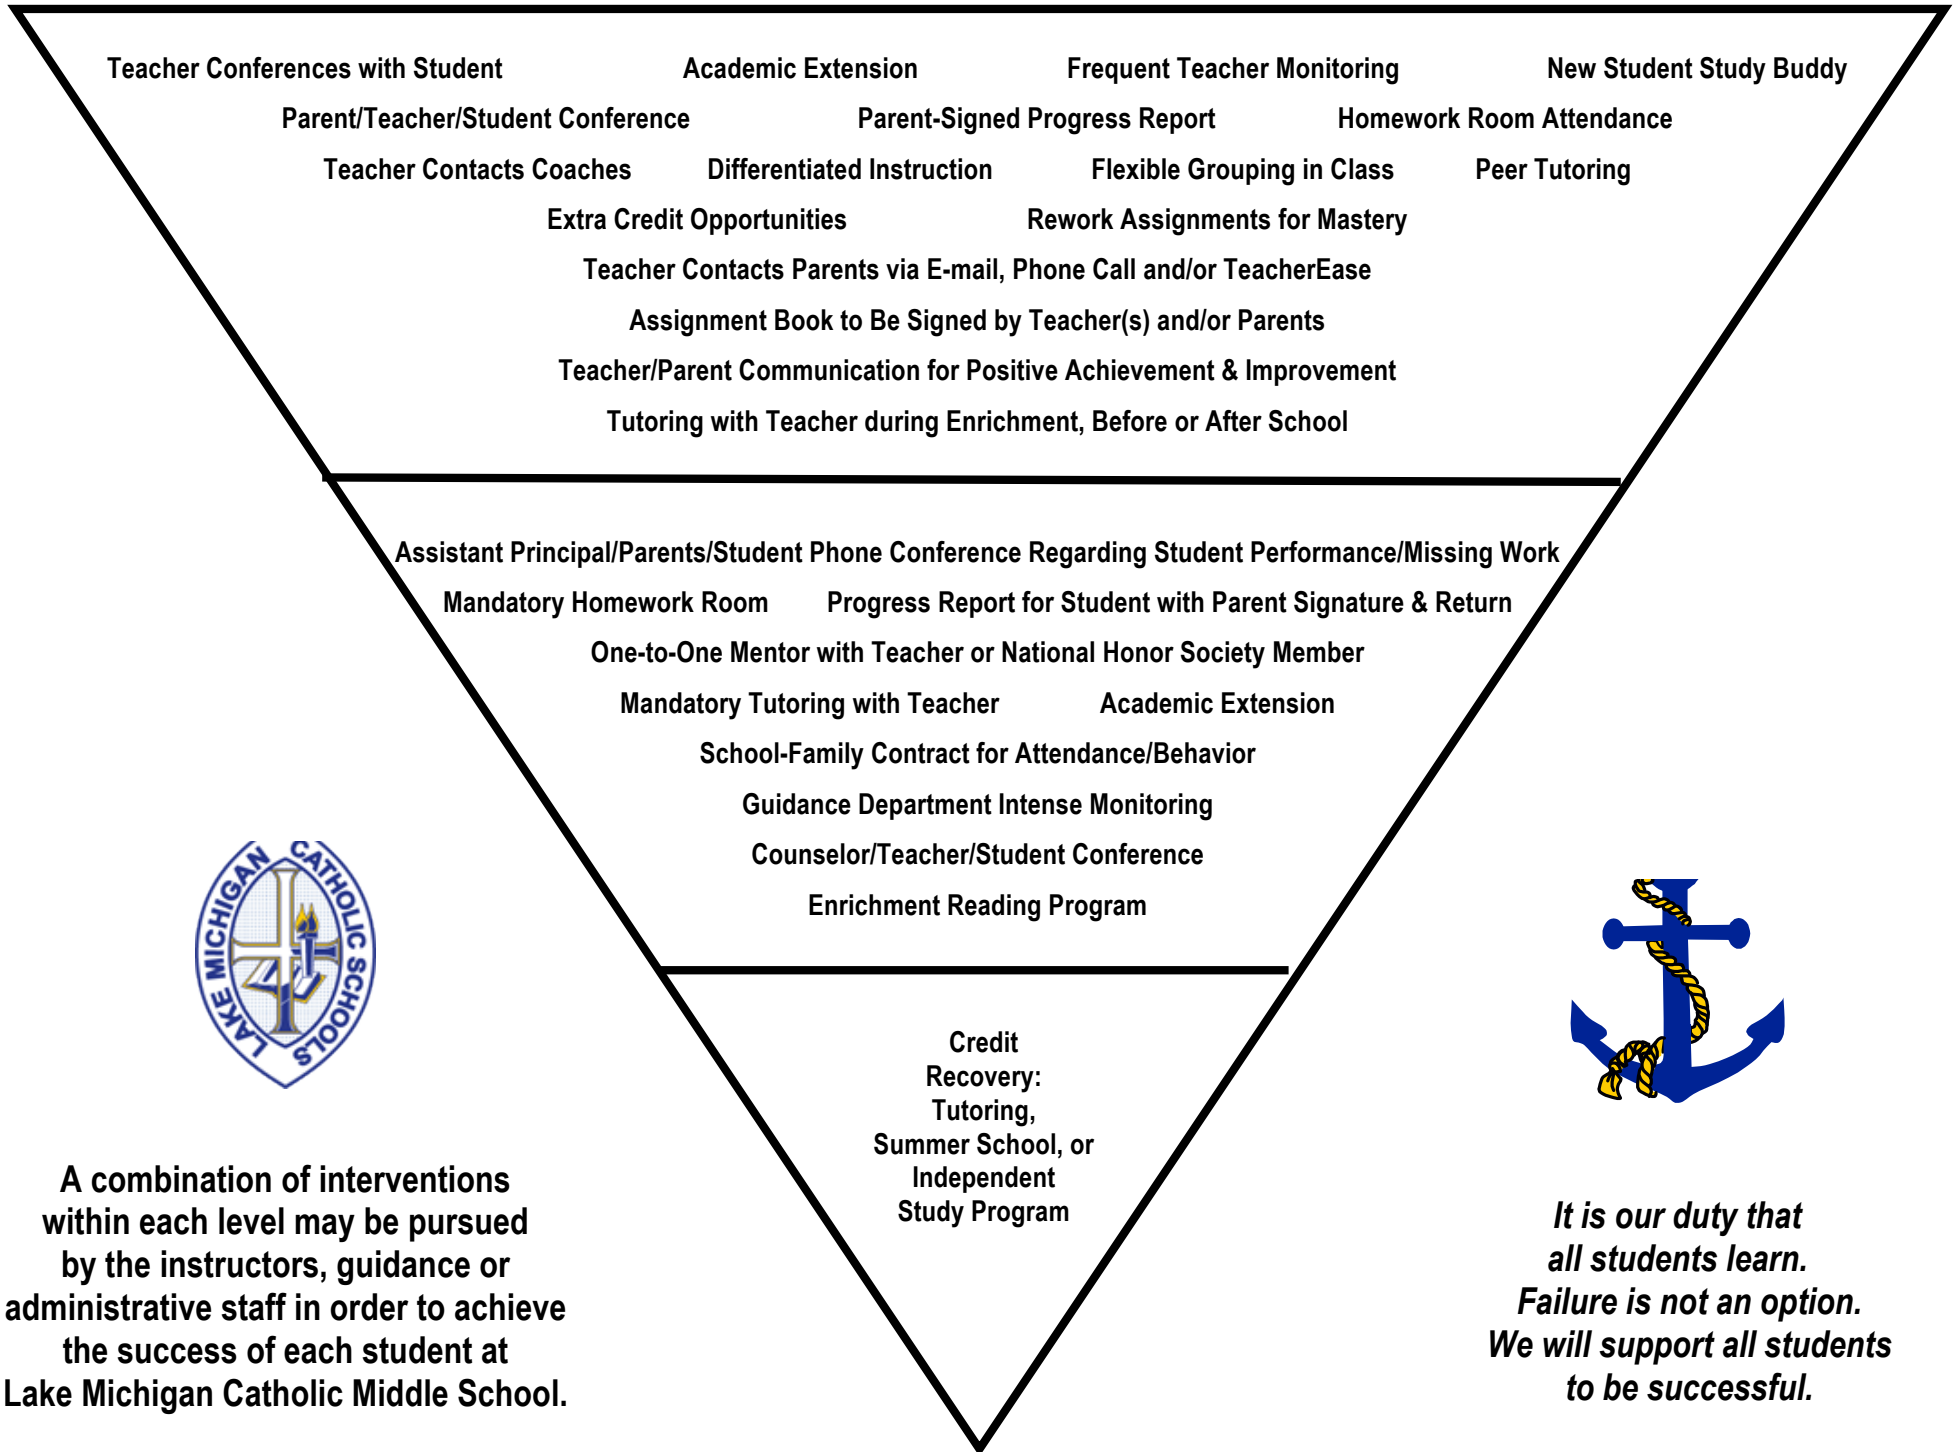 Teacher Conferences with Student Academic Extension Frequent Teacher Monitoring New Student Study Buddy
Parent/Teacher/Student Conference Parent-Signed Progress Report Homework Room Attendance
Teacher Contacts Coaches Differentiated Instruction Flexible Grouping in Class Peer Tutoring
Extra Credit Opportunities Rework Assignments for Mastery
Teacher Contacts Parents via E-mail, Phone Call and/or TeacherEase
Assignment Book to Be Signed by Teacher(s) and/or Parents
Teacher/Parent Communication for Positive Achievement & Improvement
Tutoring with Teacher during Enrichment, Before or After School
Assistant Principal/Parents/Student Phone Conference Regarding Student Performance/Missing Work
Mandatory Homework Room Progress Report for Student with Parent Signature & Return
One-to-One Mentor with Teacher or National Honor Society Member
Mandatory Tutoring with Teacher Academic Extension
School-Family Contract for Attendance/Behavior
Guidance Department Intense Monitoring
Counselor/Teacher/Student Conference
Enrichment Reading Program
Credit
Recovery:
Tutoring,
Summer School, or
Independent
Study Program
LAKE MICHIGAN CATHOLIC SCHOOLS
A combination of interventions
within each level may be pursued
by the instructors, guidance or
administrative staff in order to achieve
the success of each student at
Lake Michigan Catholic Middle School.
It is our duty that
all students learn.
Failure is not an option.
We will support all students
to be successful.